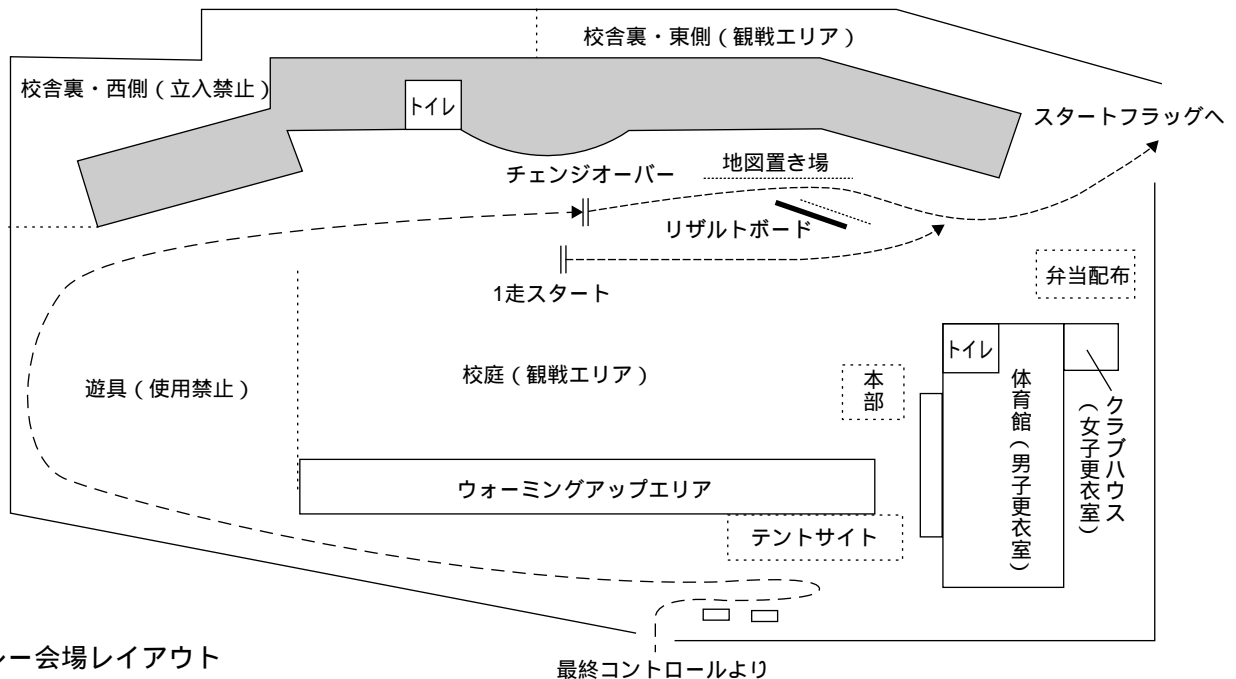 校舎裏・東側（観戦エリア）
校舎裏・西側（立入禁止）
トイレ
スタートフラッグへ
地図置き場
チェンジオーバー
リザルトボード
1走スタート
弁当配布
トイレ
遊具（使用禁止）
校庭（観戦エリア）
本部
体育館（男子更衣室）
クラブハウス
（女子更衣室）
ウォーミングアップエリア
テントサイト
レー会場レイアウト
最終コントロールより